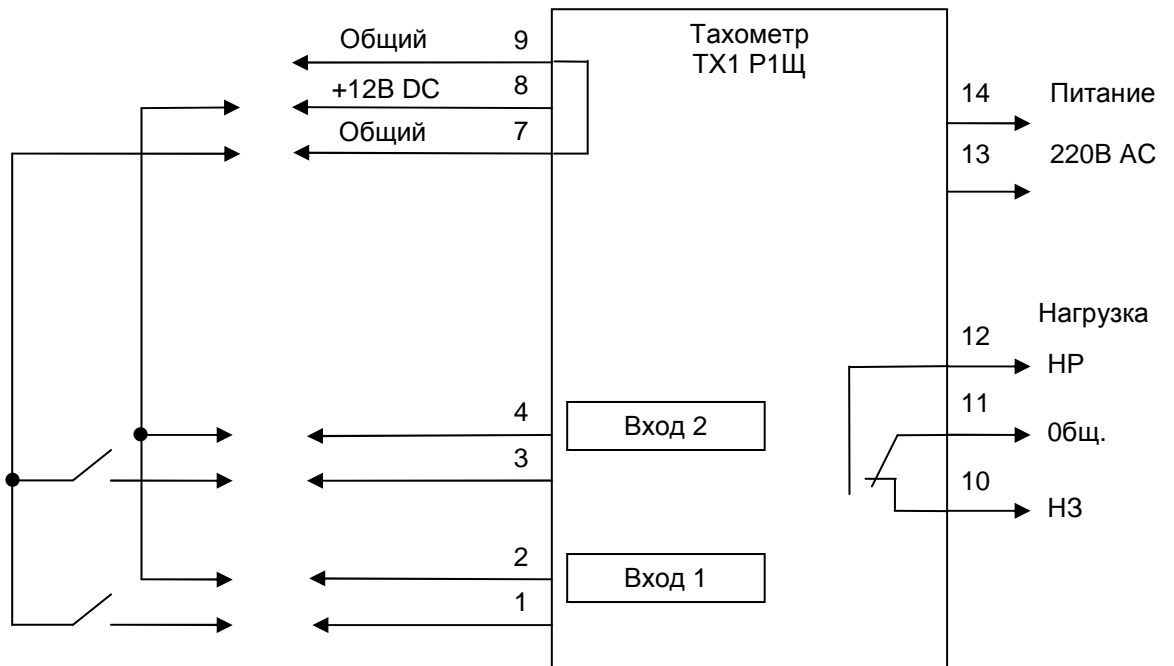 Общий 9
Тахометр
ТХ1 Р1Щ
+12В DC 8
14 Питание
Общий 7
13 220В AC
Нагрузка
12
НР
11
4
Вход 2
0бщ.
3
10
НЗ
2
Вход 1
1